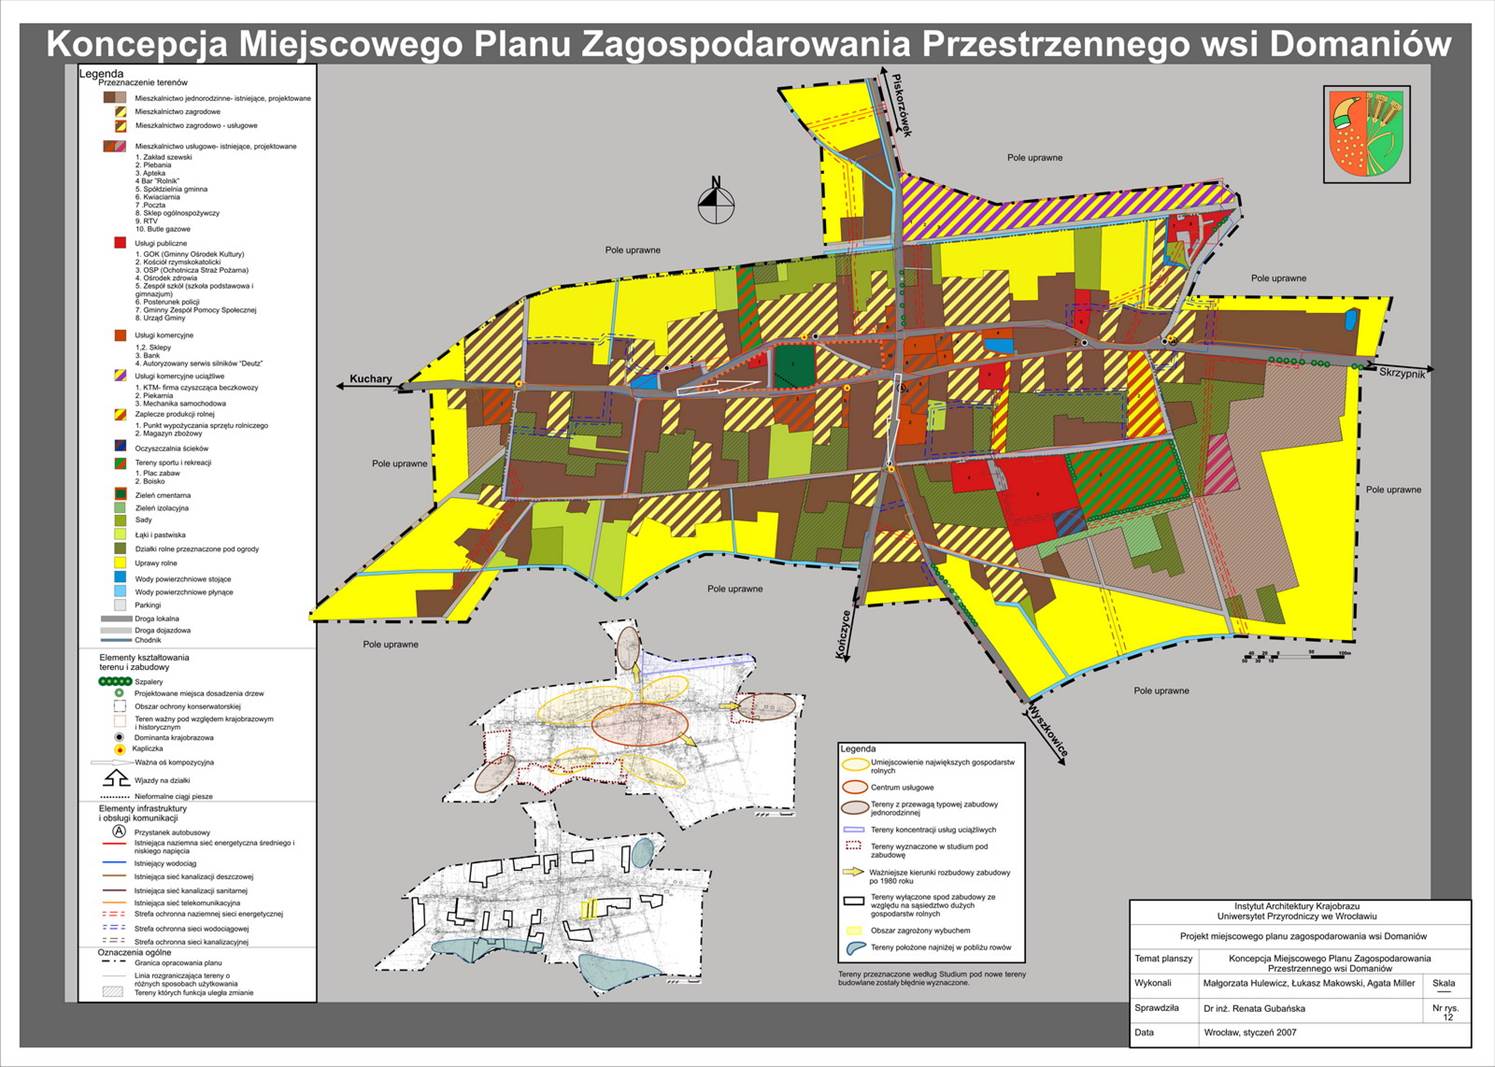 Koncepcja Miejscowego Planu Zagospodarowania Przestrzennego wsi Domaniów
Legenda
Przeznaczenie terenów
Mieszkalnictwo jednorodzinne- istniejące, projektowane
Mieszkalnictwo zagrodowe
Mieszkalnictwo zagrodowo - usługowe
Mieszkalnictwo usługowe- istniejące, projektowane
1. Zakład szewski
2. Plebania
3. Apteka
4 Bar "Rolnik"
5. Spółdzielnia gminna
6. Kwiaciarnia
7 .Poczta
8. Sklep ogólnospożywczy
9. RTV
10. Butle gazowe
Usługi publiczne
1. GOK (Gminny Ośrodek Kultury)
2. Kościół rzymskokatolicki
3. OSP (Ochotnicza Straż Pożarna)
4. Ośrodek zdrowia
5. Zespół szkół (szkoła podstawowa i
gimnazjum)
6. Posterunek policji
7. Gminny Zespół Pomocy Społecznej
8. Urząd Gminy
Usługi komercyjne
1,2. Sklepy
3. Bank
4. Autoryzowany serwis silników "Deutz"
Usługi komercyjne uciążliwe
1. KTM- firma czyszcząca beczkowozy
2. Piekarnia
3. Mechanika samochodowa
Zaplecze produkcji rolnej
1. Punkt wypożyczania sprzętu rolniczego
2. Magazyn zbożowy
Oczyszczalnia ścieków
Tereny sportu i rekreacji
1. Plac zabaw
2. Boisko
Zieleń cmentarna
Zieleń izolacyjna
Sady
Łąki i pastwiska
Działki rolne przeznaczone pod ogrody
Uprawy rolne
Wody powierzchniowe stojące
Wody powierzchniowe płynące
Parkingi
Droga lokalna
Droga dojazdowa
Chodnik
Elementy kształtowania
terenu i zabudowy
Szpalery
Projektowane miejsca dosadzenia drzew
Obszar ochrony konserwatorskiej
Teren ważny pod względem krajobrazowym
i historycznym
Dominanta krajobrazowa
Kapliczka
Ważna oś kompozycyjna
Wjazdy na działki
Nieformalne ciągi piesze
Elementy infrastruktury
i obsługi komunikacji
A
Przystanek autobusowy
Istniejąca naziemna sieć energetyczna średniego i
niskiego napięcia
Istniejący wodociąg
Istniejąca sieć kanalizacji deszczowej
Istniejąca sieć kanalizacji sanitarnej
Istniejąca sieć telekomunikacyjna
Strefa ochronna naziemnej sieci energetycznej
Strefa ochronna sieci wodociągowej
Strefa ochronna sieci kanalizacyjnej
Oznaczenia ogólne
Granica opracowania planu
Linia rozgraniczająca tereny o
różnych sposobach użytkowania
Tereny których funkcja uległa zmianie
Piskorzówek
N
Pole uprawne
Pole uprawne
Pole uprawne
Kuchary
Skrzypnik
Pole uprawne
Pole uprawne
Pole uprawne
Pole uprawne
Pole uprawne
Kończyce
Wyszkowice
Legenda
Umiejscowienie największych gospodarstw
rolnych
Centrum usługowe
Tereny z przewagą typowej zabudowy
jednorodzinnej
Tereny koncentracji usług uciążliwych
Tereny wyznaczone w studium pod
zabudowę
Ważniejsze kierunki rozbudowy zabudowy
po 1980 roku
Tereny wyłączone spod zabudowy ze
względu na sąsiedztwo dużych
gospodarstw rolnych
Obszar zagrożony wybuchem
Tereny położone najniżej w pobliżu rowów
Tereny przeznaczone według Studium pod nowe tereny
budowlane zostały błędnie wyznaczone.
Instytut Architektury Krajobrazu
Uniwersytet Przyrodniczy we Wrocławiu
Projekt miejscowego planu zagospodarowania wsi Domaniów
Temat planszy
Koncepcja Miejscowego Planu Zagospodarowania
Przestrzennego wsi Domaniów
Wykonali
Małgorzata Hulewicz, Łukasz Makowski, Agata Miller
Skala
Sprawdziła
Dr inż. Renata Gubańska
Nr rys.
12
Data
Wrocław, styczeń 2007